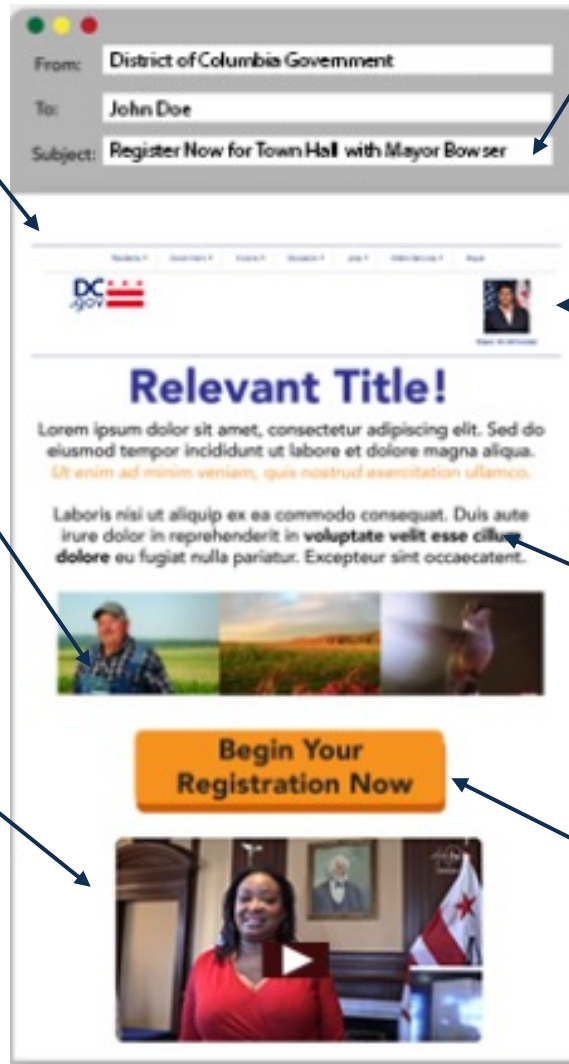 From: District of Columbia Government
To: John Doe
Subject: Register Now for Town Hall with Mayor Bowser
DC
.gov
Relevant Title!
Lorem ipsum dolor sit amet, consectetur adipiscing elit. Sed do
eiusmod tempor incididunt ut labore et dolore magna aliqua.
Ut enim ad minim veniam, quis nostrud exercitation ullamco.
Laboris nisi ut aliquip ex ea commodo consequat. Duis aute
irure dolor in reprehenderit in voluptate velit esse cillum
dolore eu fugiat nulla pariatur. Excepteur sint occaecatent.
Begin Your
Registration Now